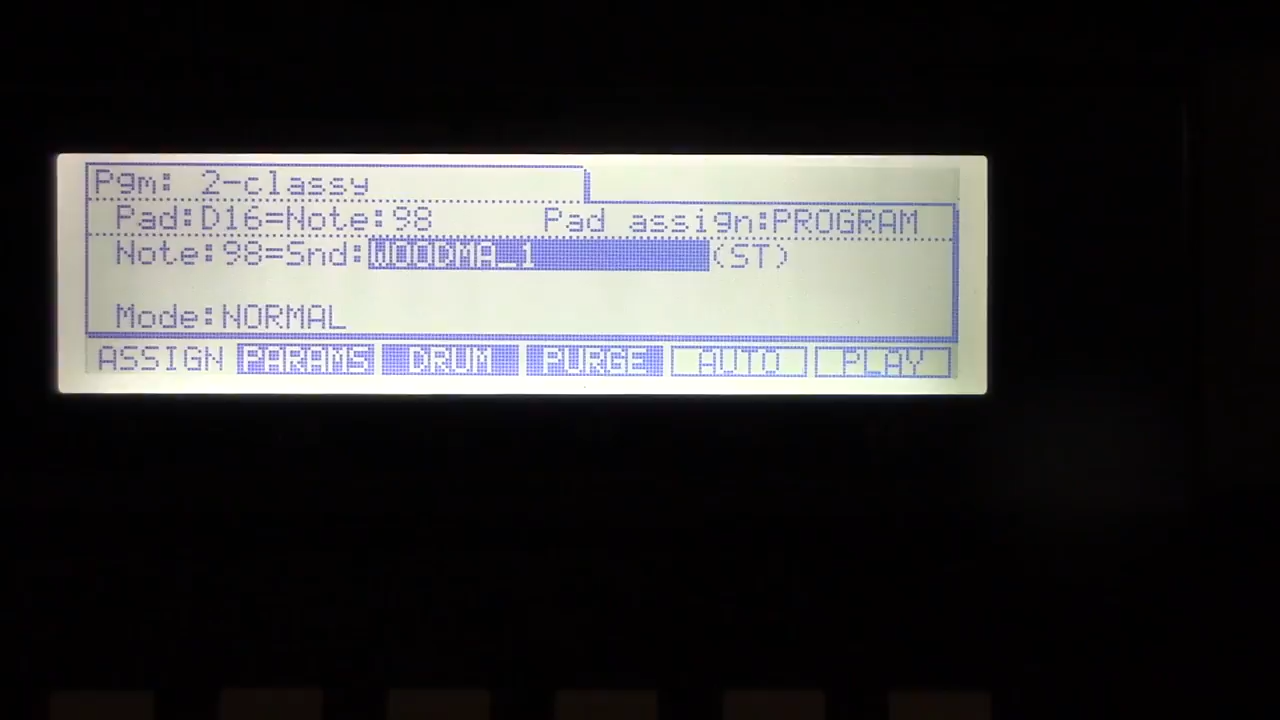 Pgm: 2-classy
Pad:D16=Note:98 Pad assign:PROGRAM
Note:98=Snd:WOODMA_1 (ST)
Mode:NORMAL
ASSIGN PARAMS DRUM PURGE AUTO PLAY